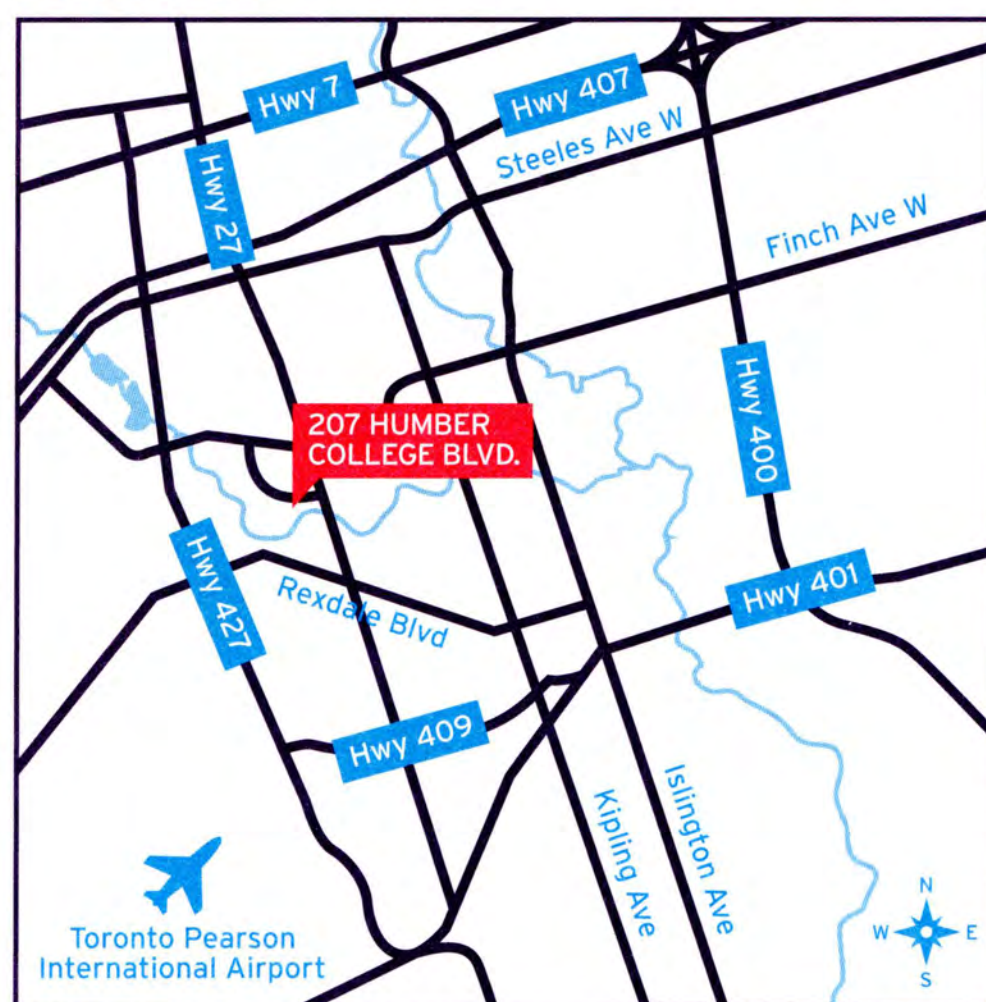 Hwy 7
Hwy 407
Steeles Ave W
Hwy 27
Finch Ave W
Hwy 400
207 HUMBER
COLLEGE BLVD.
Hwy 427
Rexdale Blvd
Hwy 401
Hwy 409
Kipling Ave
Islington Ave
Toronto Pearson
International Airport
N
W E
S